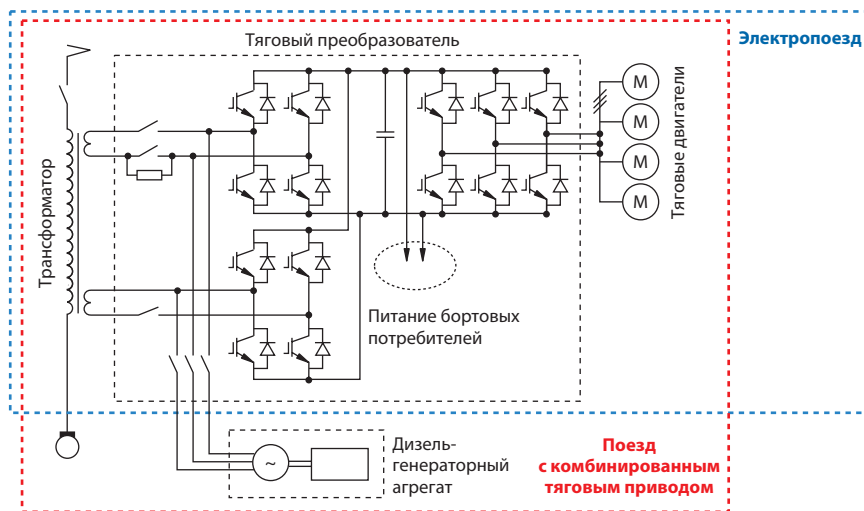 Тяговый преобразователь
Электропоезд
Трансформатор
М
М
М
М
Тяговые двигатели
Питание бортовых
потребителей
~
Дизель-
генераторный
агрегат
Поезд
с комбинированным
тяговым приводом